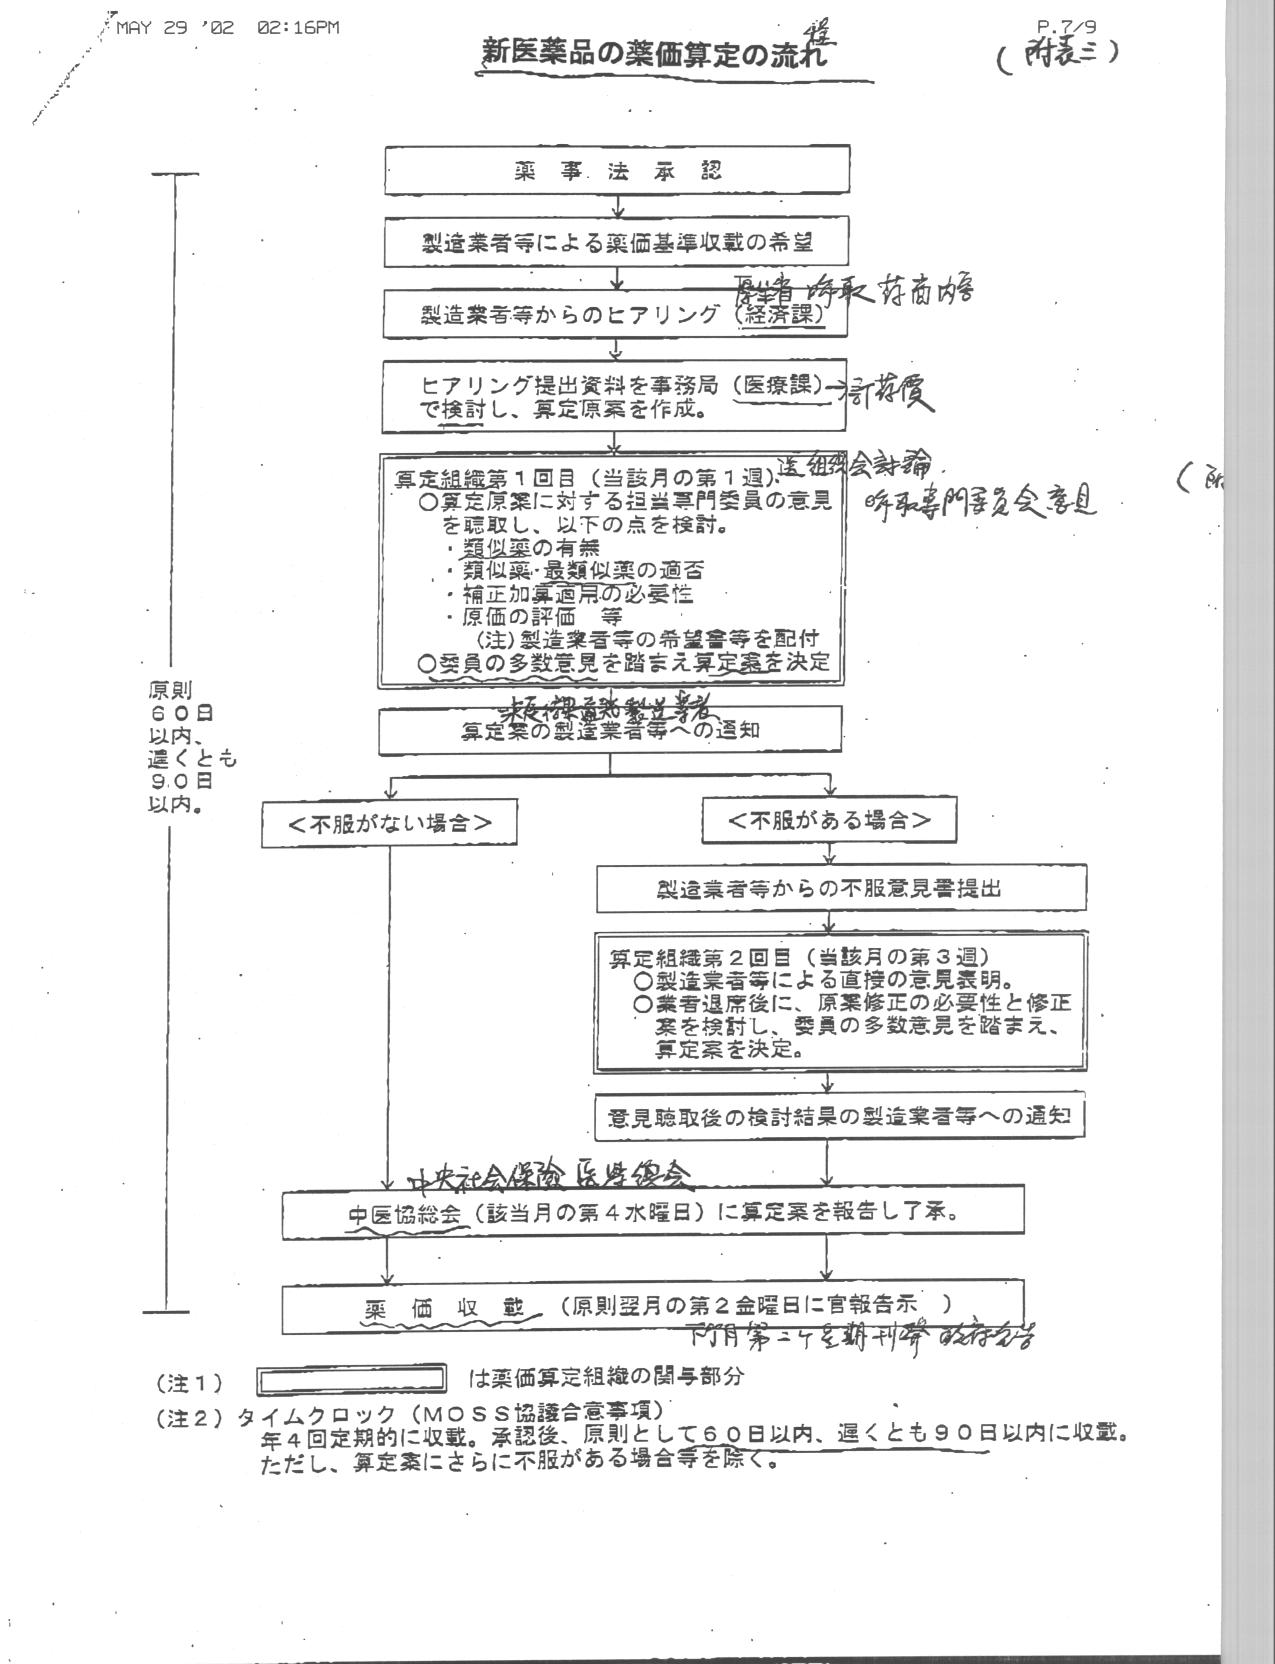 MAY 29 '02 02:16PM
P.7/9
新医薬品の薬価算定の流れ
程
(附表三)
薬事法承認
製造業者等による薬価基準収載の希望
製造業者等からのヒアリング（経済課）
ヒアリング提出資料を事務局（医療課）
で検討し、算定原案を作成。
算定組織第１回目（当該月の第１週）
送組織会討論
○算定原案に対する担当専門委員の意見
聴取専門委員会意見
を聴取し、以下の点を検討。
・類似薬の有無
・類似薬・最類似薬の適否
・補正加算適用の必要性
・原価の評価　等
（注）製造業者等の希望書等を配付
○委員の多数意見を踏まえ算定案を決定
原則
６０日
以内、
遅くとも
９０日
以内。
算定案の製造業者等への通知
＜不服がない場合＞
＜不服がある場合＞
製造業者等からの不服意見書提出
算定組織第２回目（当該月の第３週）
○製造業者等による直接の意見表明。
○業者退席後に、原案修正の必要性と修正
案を検討し、委員の多数意見を踏まえ、
算定案を決定。
意見聴取後の検討結果の製造業者等への通知
中央社会保険医
中医協総会（該当月の第４水曜日）に算定案を報告し了承。
薬価収載（原則翌月の第２金曜日に官報告示　）
（注１）
は薬価算定組織の関与部分
（注２）タイムクロック（ＭＯＳＳ協議合意事項）
年４回定期的に収載。承認後、原則として６０日以内、遅くとも９０日以内に収載。
ただし、算定案にさらに不服がある場合等を除く。